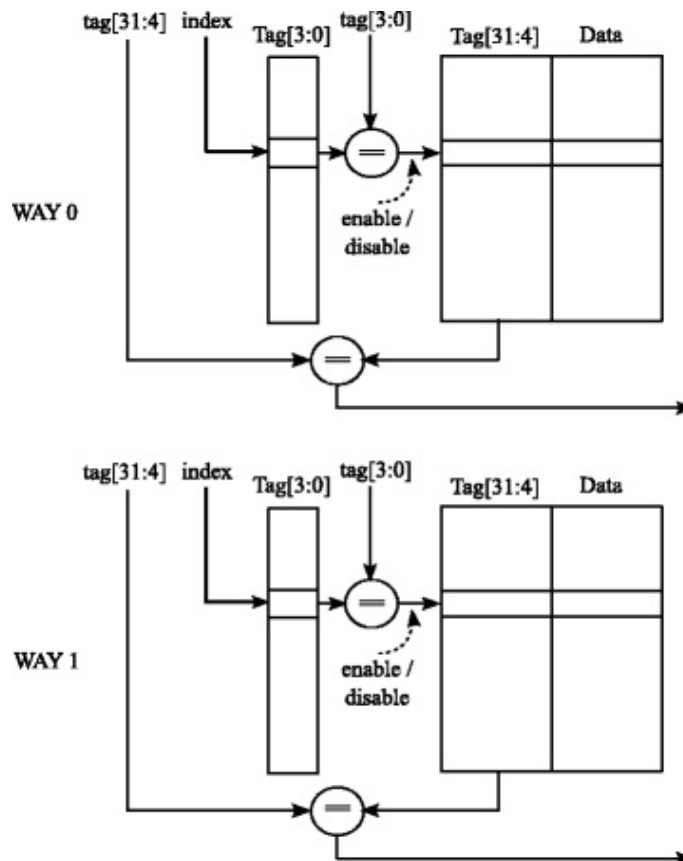 tag[31:4] index Tag[3:0] tag[3:0] Tag[31:4] Data
==
WAY 0
enable /
disable
==
tag[31:4] index Tag[3:0] tag[3:0] Tag[31:4] Data
==
WAY 1
enable /
disable
==